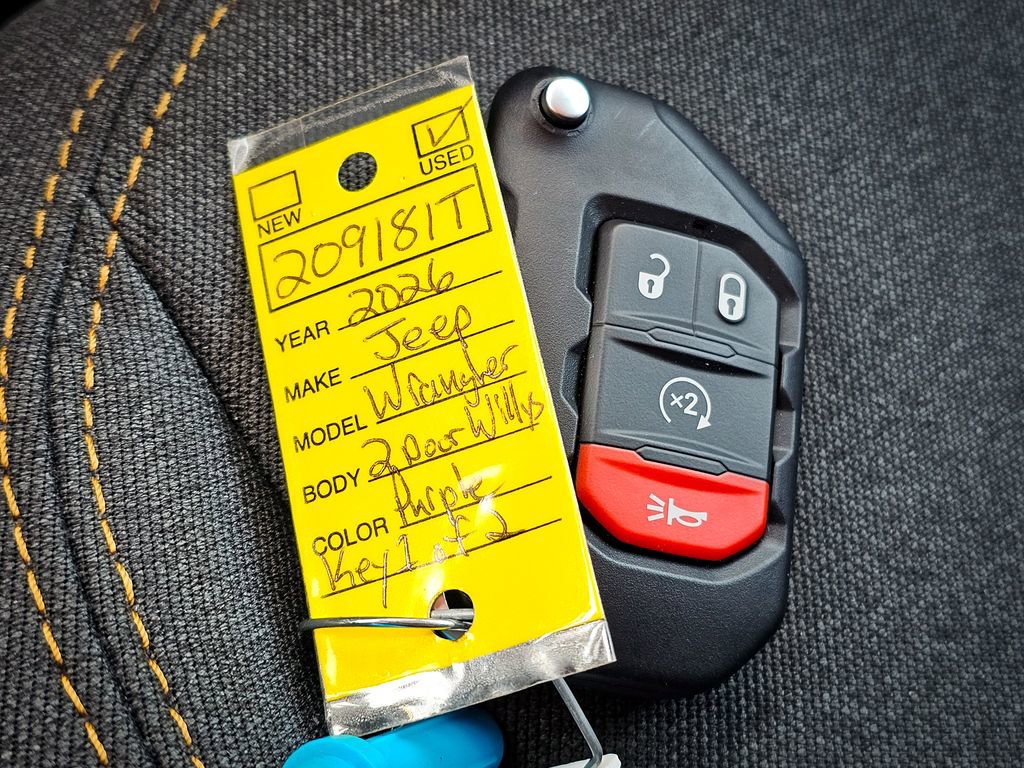 NEW USED
209181T
YEAR 2026
MAKE Jeep
MODEL Wrangler
BODY 2 Door Willys
COLOR Purple
Key 1 of 2
×2